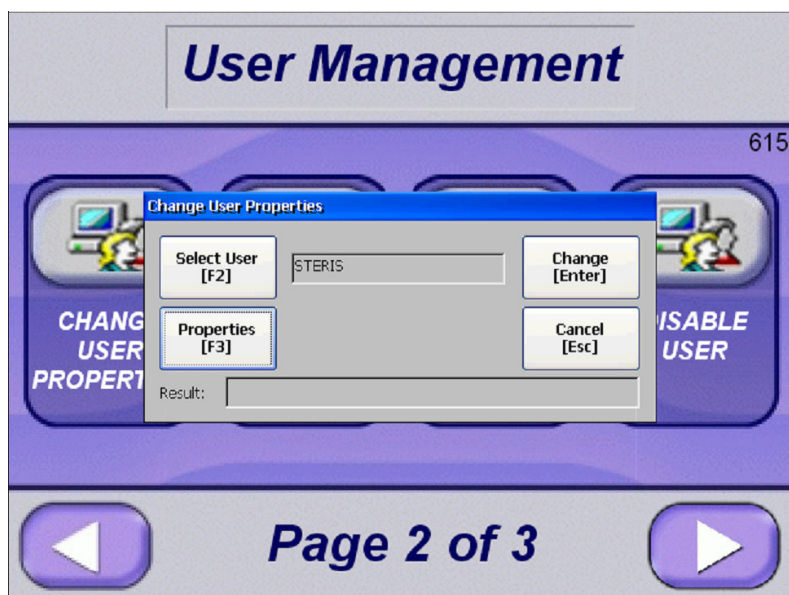 User Management
615
Change User Properties
Select User
[F2]
STERIS
Change
[Enter]
Properties
[F3]
Cancel
[Esc]
Result:
CHANG
USER
PROPERT
ISABLE
USER
Page 2 of 3